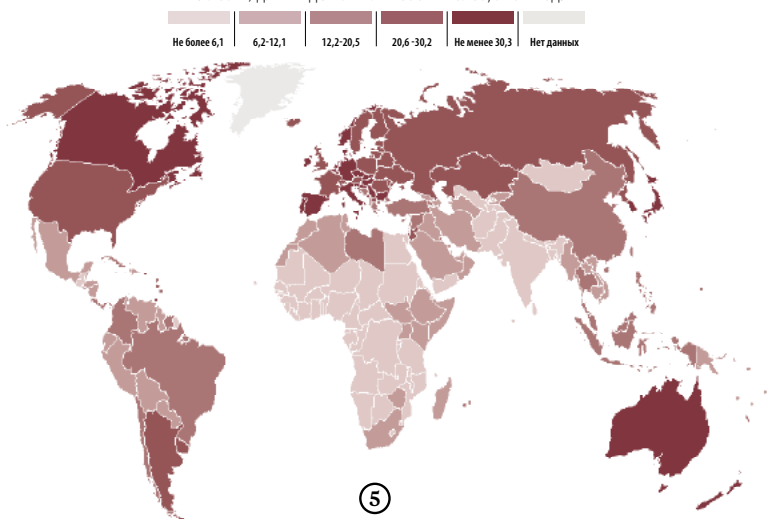 Не более 6,1
6,2-12,1
12,2-20,5
20,6 -30,2
Не менее 30,3
Нет данных
5